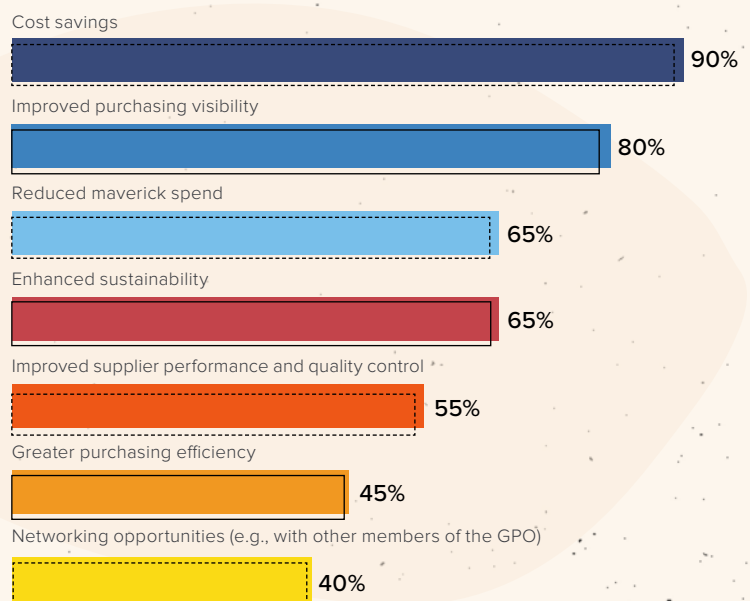 Cost savings
90%
Improved purchasing visibility
80%
Reduced maverick spend
65%
Enhanced sustainability
65%
Improved supplier performance and quality control
55%
Greater purchasing efficiency
45%
Networking opportunities (e.g., with other members of the GPO)
40%